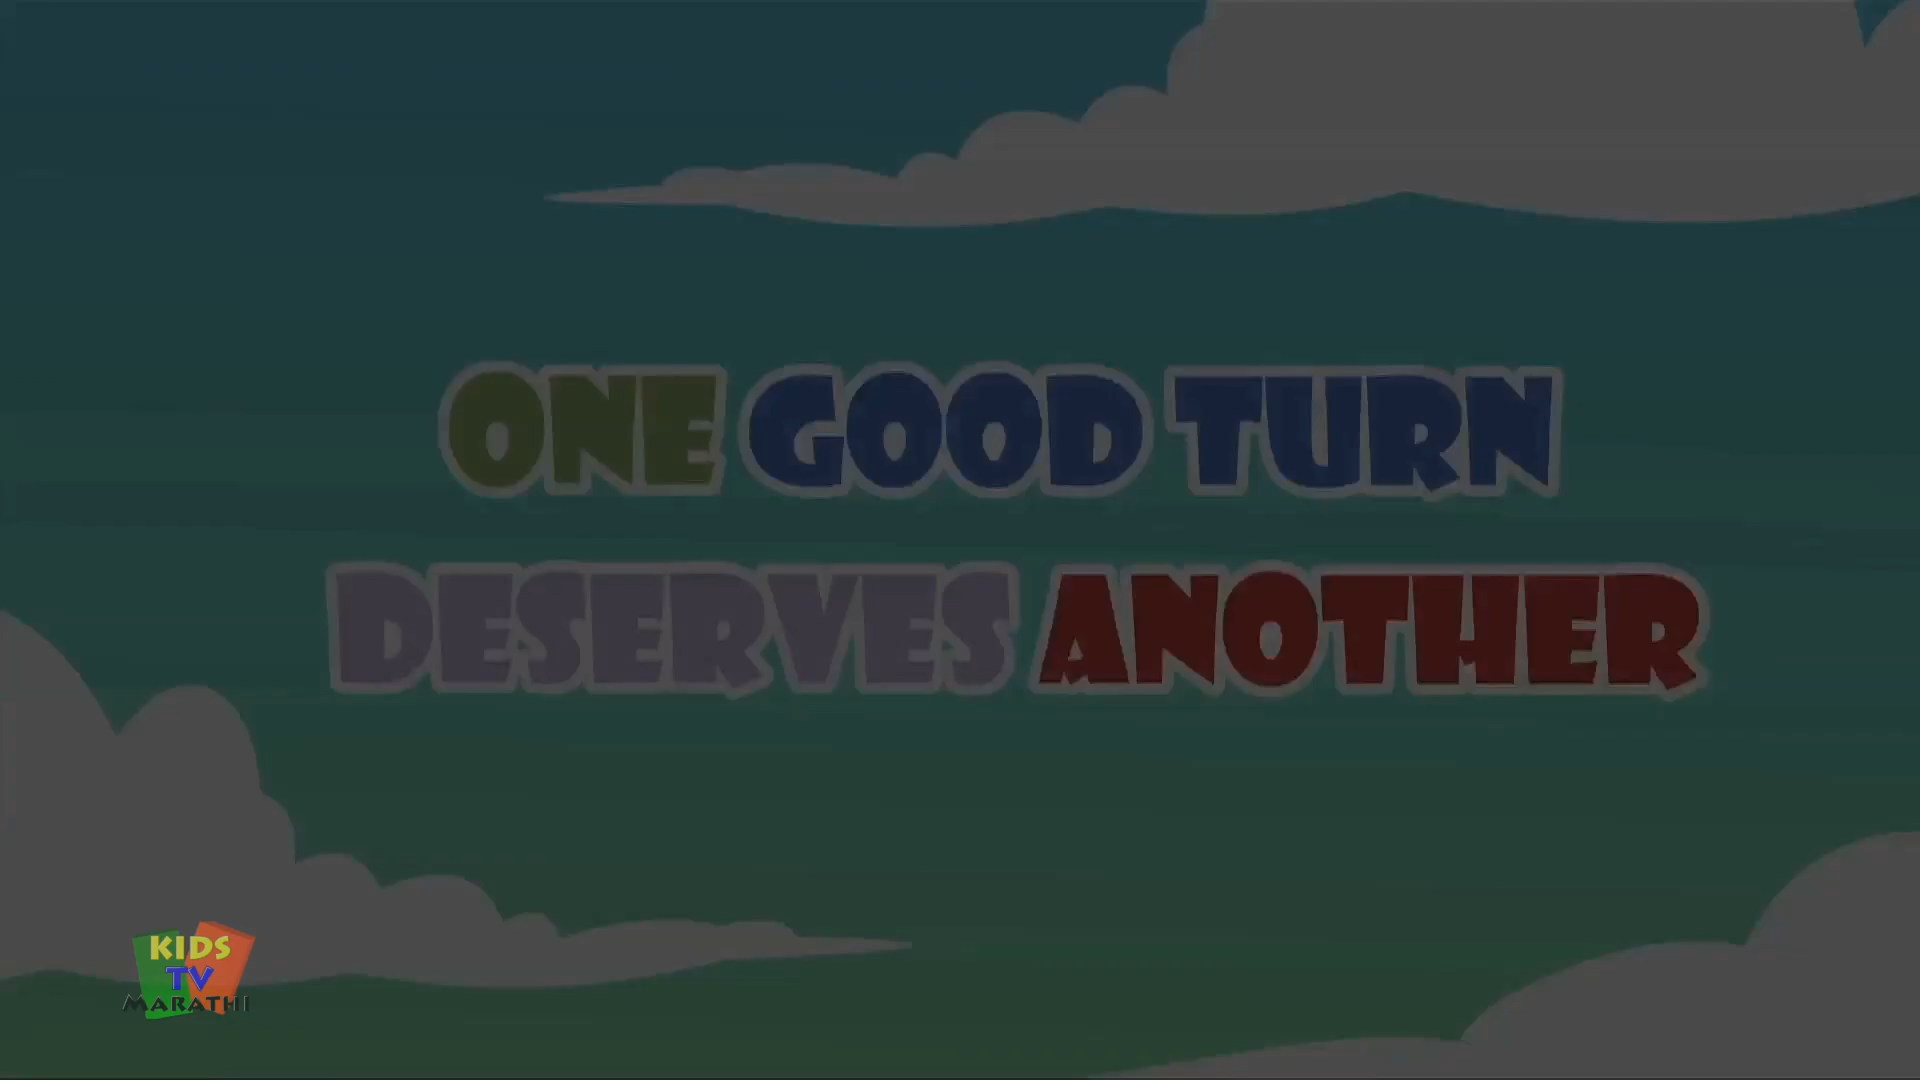 ONE GOOD TURN
DESERVES ANOTHER
KIDS
TV
MARATHI